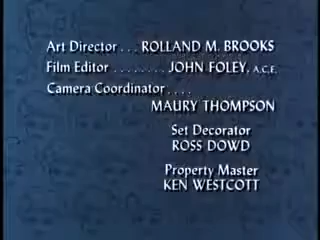 Art Director . . . ROLLAND M. BROOKS
Film Editor . . . . . . . . JOHN FOLEY, A.C.E.
Camera Coordinator . . . .
MAURY THOMPSON
Set Decorator
ROSS DOWD
Property Master
KEN WESTCOTT